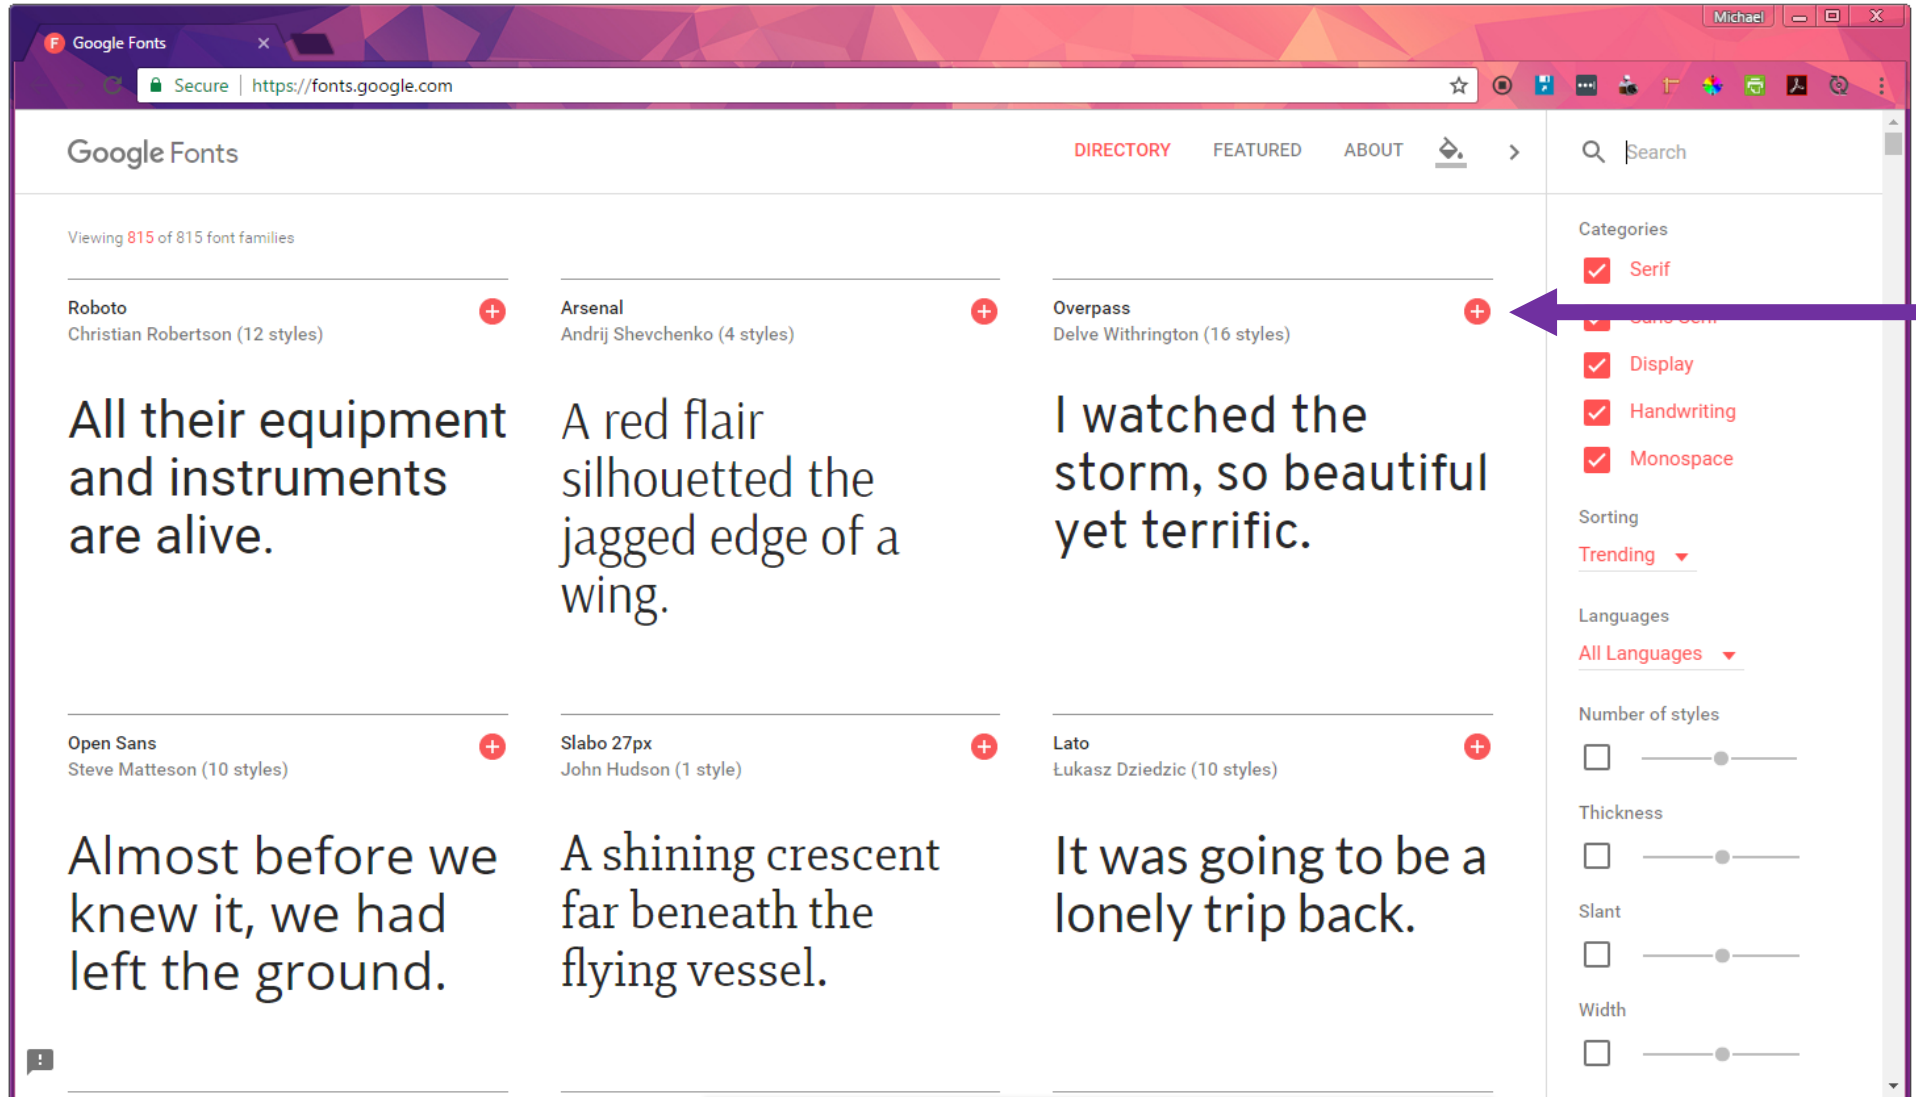 Michael
Google Fonts
Secure | https://fonts.google.com
Google Fonts
DIRECTORY FEATURED ABOUT
Search
Viewing 815 of 815 font families
Roboto
Christian Robertson (12 styles)
All their equipment
and instruments
are alive.
Arsenal
Andrij Shevchenko (4 styles)
A red flair
silhouetted the
jagged edge of a
wing.
Overpass
Delve Withrington (16 styles)
I watched the
storm, so beautiful
yet terrific.
Open Sans
Steve Matteson (10 styles)
Almost before we
knew it, we had
left the ground.
Slabo 27px
John Hudson (1 style)
A shining crescent
far beneath the
flying vessel.
Lato
Łukasz Dziedzic (10 styles)
It was going to be a
lonely trip back.
Categories
Serif
Sans Serif
Display
Handwriting
Monospace
Sorting
Trending
Languages
All Languages
Number of styles
Thickness
Slant
Width